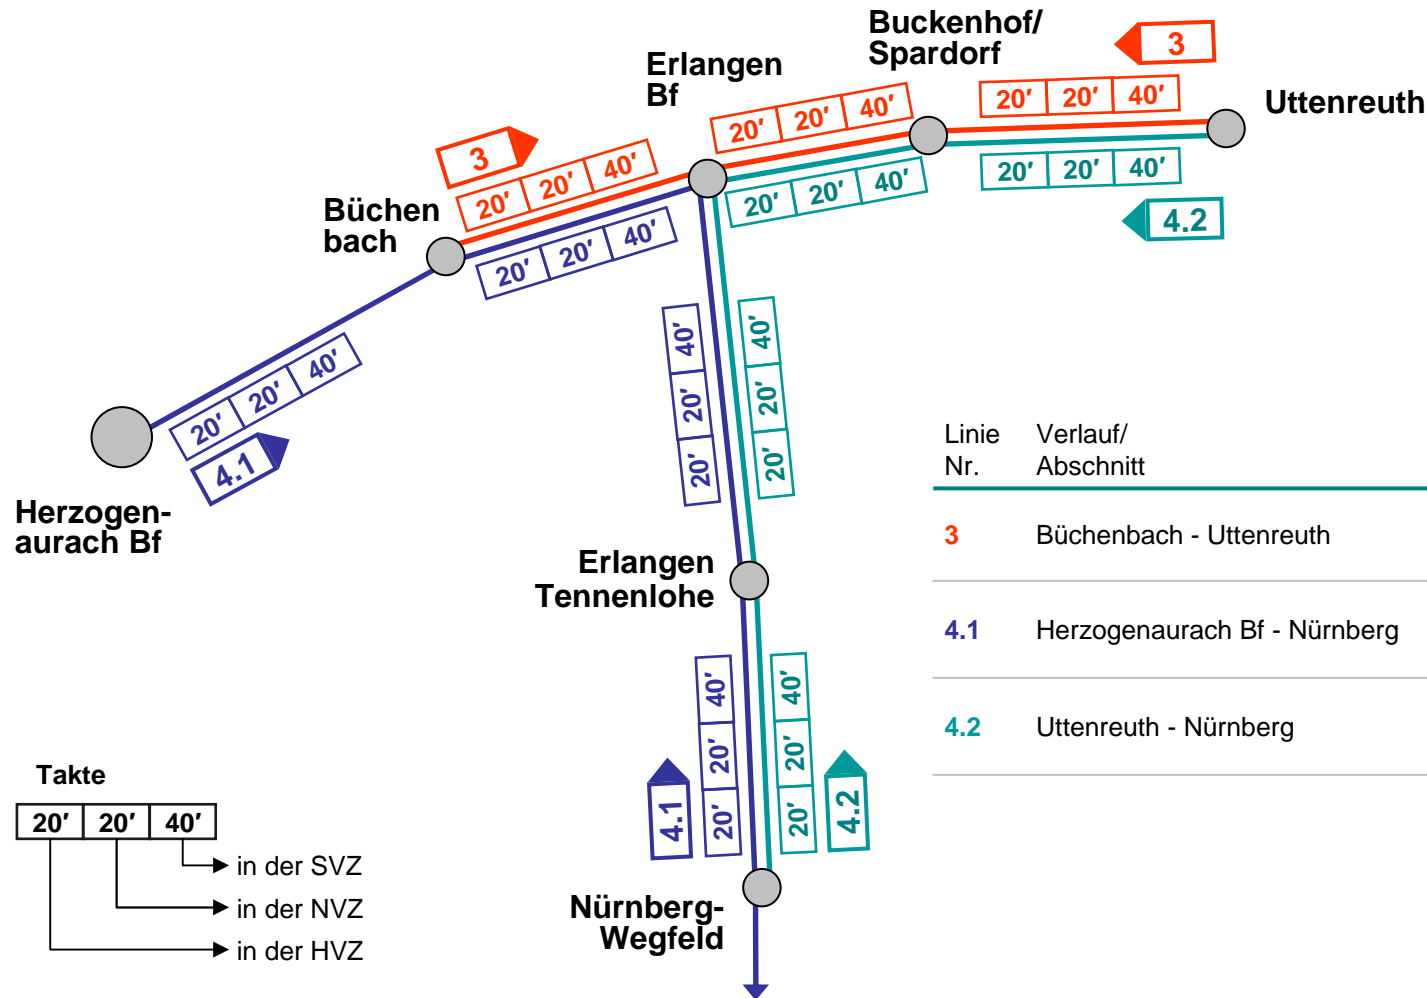 Buckenhof/
Spardorf
3
Erlangen
Bf
20′ 20′ 40′
20′ 20′ 40′
Uttenreuth
3
20′ 20′ 40′
20′ 20′ 40′
20′ 20′ 40′
4.2
Büchen
bach
20′ 20′ 40′
20′ 20′ 40′
4.1
Herzogen-
aurach Bf
20′ 20′ 40′
20′ 20′ 40′
Erlangen
Tennenlohe
20′ 20′ 40′
20′ 20′ 40′
4.1
4.2
Nürnberg-
Wegfeld
Linie Verlauf/
Nr. Abschnitt
3 Büchenbach - Uttenreuth
4.1 Herzogenaurach Bf - Nürnberg
4.2 Uttenreuth - Nürnberg
Takte
20′ 20′ 40′
in der SVZ
in der NVZ
in der HVZ